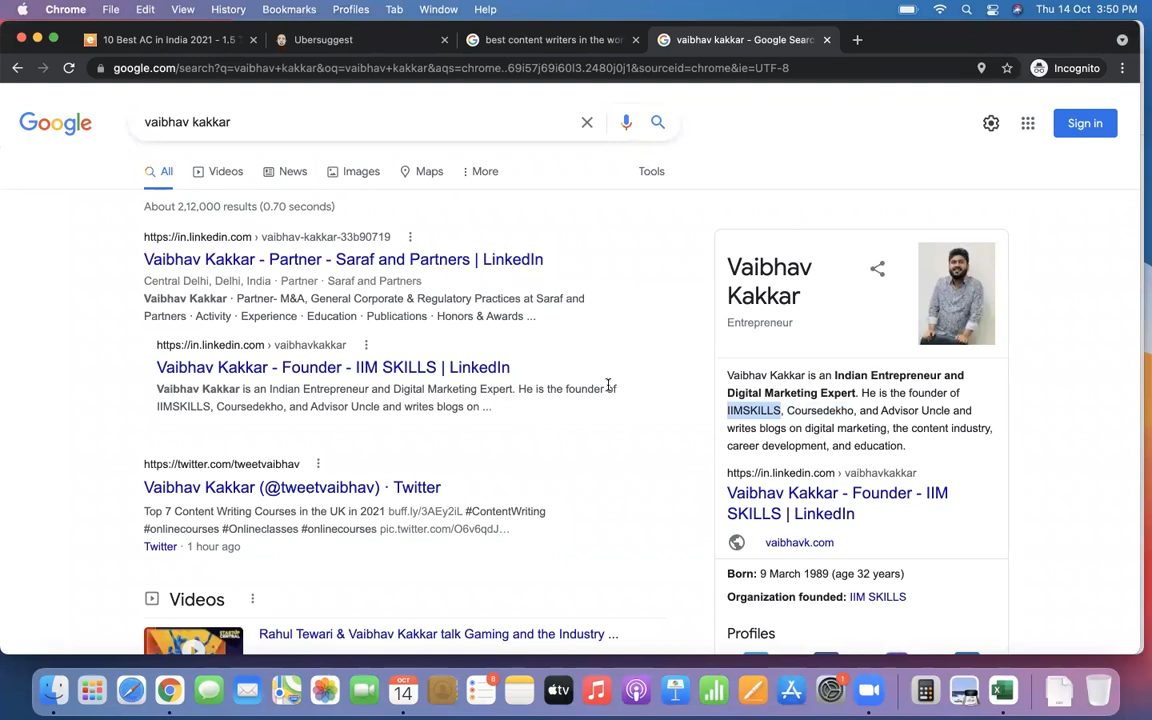 Chrome File Edit View History Bookmarks Profiles Tab Window Help Thu 14 Oct 3:50 PM
10 Best AC in India 2021 - 1.5 T Ubersuggest best content writers in the wor vaibhav kakkar - Google Searc
google.com/search?q=vaibhav+kakkar&oq=vaibhav+kakkar&aqs=chrome..69i57j69i60l3.2480j0j1&sourceid=chrome&ie=UTF-8 Incognito
Google vaibhav kakkar Sign in
All Videos News Images Maps More Tools
About 2,12,000 results (0.70 seconds)
https://in.linkedin.com › vaibhav-kakkar-33b90719
Vaibhav Kakkar - Partner - Saraf and Partners | LinkedIn
Central Delhi, Delhi, India · Partner · Saraf and Partners
Vaibhav Kakkar · Partner- M&A, General Corporate & Regulatory Practices at Saraf and
Partners · Activity · Experience · Education · Publications · Honors & Awards ...
https://in.linkedin.com › vaibhavkakkar
Vaibhav Kakkar - Founder - IIM SKILLS | LinkedIn
Vaibhav Kakkar is an Indian Entrepreneur and Digital Marketing Expert. He is the founder of
IIMSKILLS, Coursedekho, and Advisor Uncle and writes blogs on ...
https://twitter.com/tweetvaibhav
Vaibhav Kakkar (@tweetvaibhav) · Twitter
Top 7 Content Writing Courses in the UK in 2021 buff.ly/3AEy2iL #ContentWriting
#onlinecourses #Onlineclasses #onlinecourses pic.twitter.com/O6v6qdJ...
Twitter · 1 hour ago
Videos
STARTUP
CENTRAL
Rahul Tewari & Vaibhav Kakkar talk Gaming and the Industry ...
Vaibhav
Kakkar
Entrepreneur
Vaibhav Kakkar is an Indian Entrepreneur and
Digital Marketing Expert. He is the founder of
IIMSKILLS, Coursedekho, and Advisor Uncle and
writes blogs on digital marketing, the content industry,
career development, and education.
https://in.linkedin.com › vaibhavkakkar
Vaibhav Kakkar - Founder - IIM
SKILLS | LinkedIn
vaibhavk.com
Born: 9 March 1989 (age 32 years)
Organization founded: IIM SKILLS
Profiles
OCT
14
8
tv
1